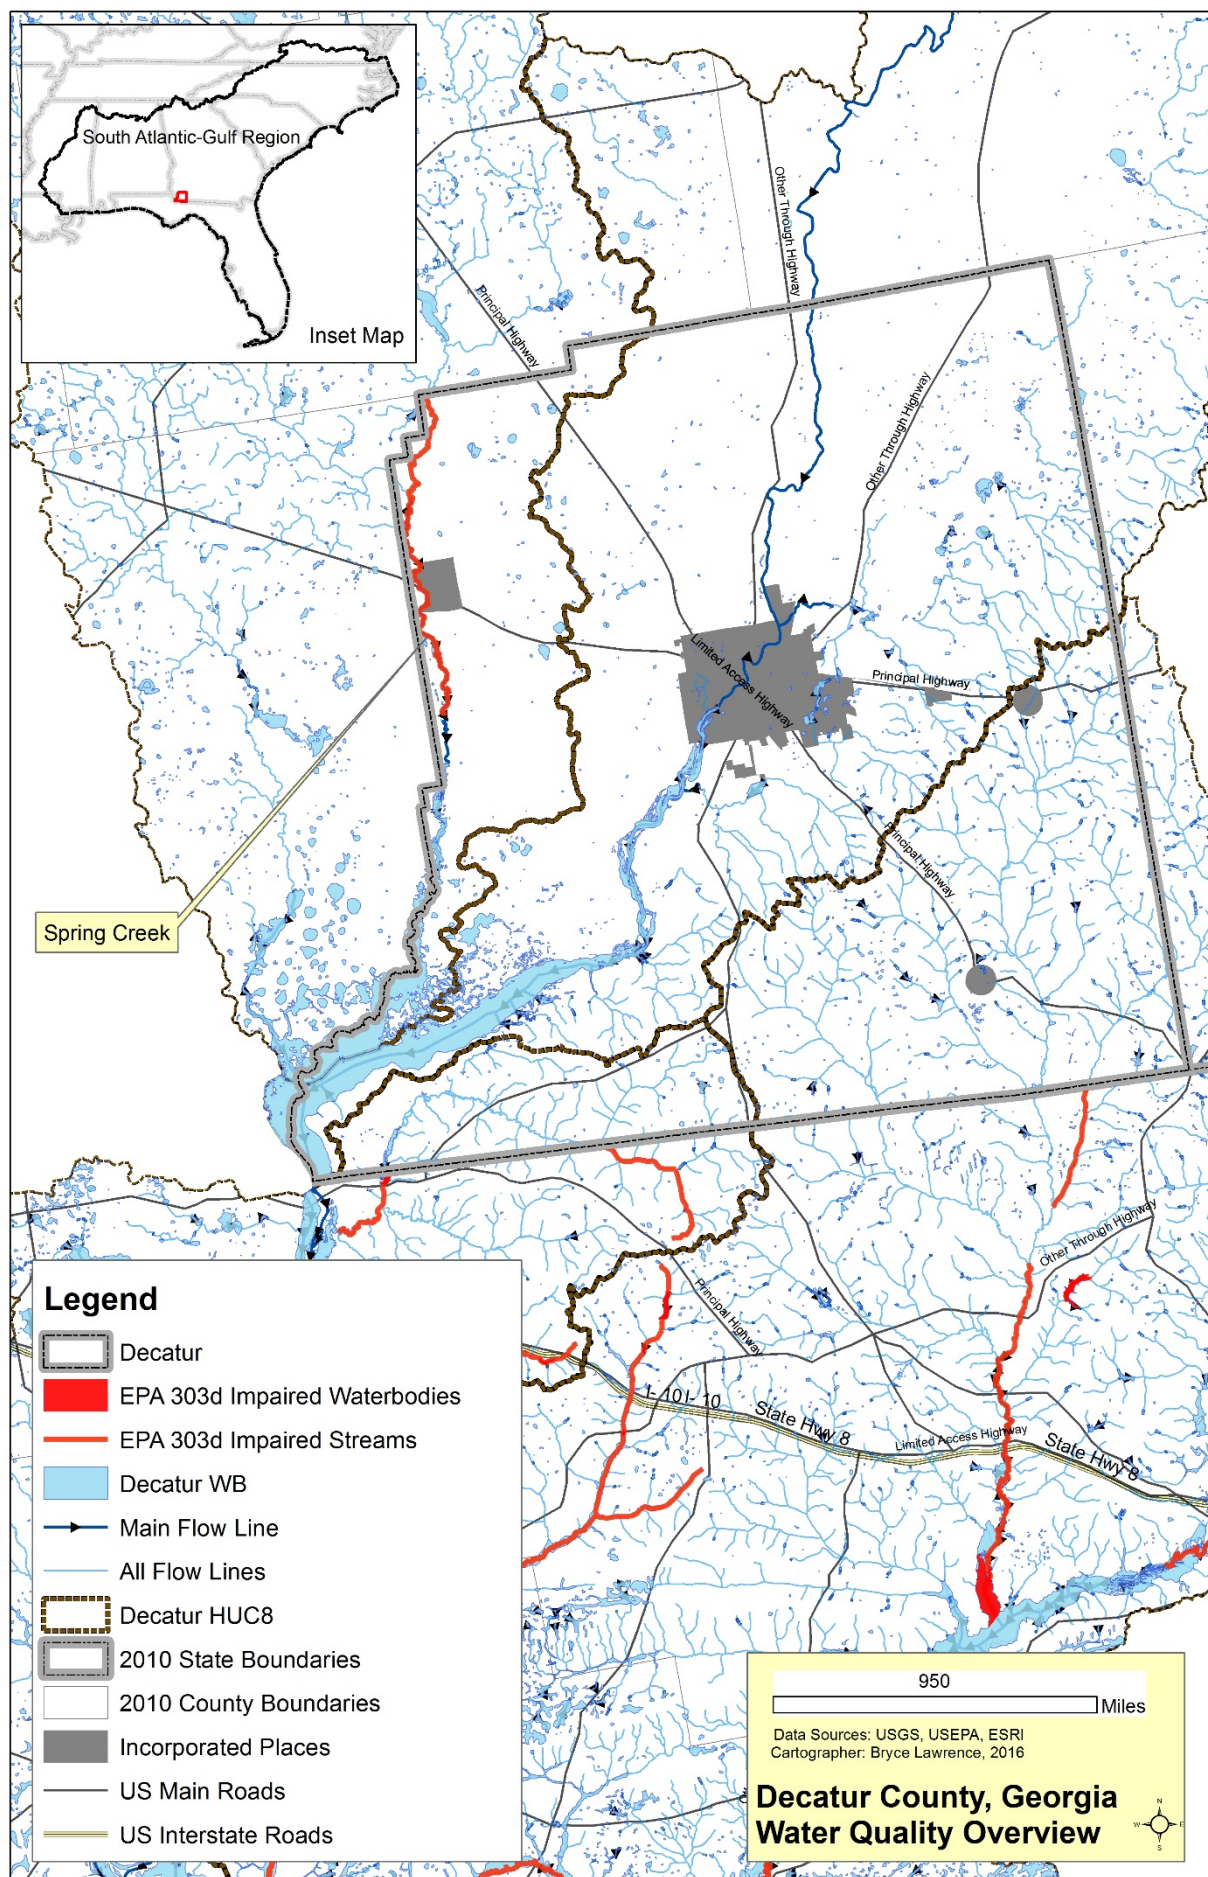 South Atlantic-Gulf Region
Inset Map
Other Through Highway
Principal Highway
Other Through Highway
Limited Access Highway
Principal Highway
Principal Highway
Spring Creek
Other Through Highway
Principal Highway
I- 10 I- 10
State Hwy 8
Limited Access Highway
State Hwy 8
Legend
Decatur
EPA 303d Impaired Waterbodies
EPA 303d Impaired Streams
Decatur WB
Main Flow Line
All Flow Lines
Decatur HUC8
2010 State Boundaries
2010 County Boundaries
Incorporated Places
US Main Roads
US Interstate Roads
950
Miles
Data Sources: USGS, USEPA, ESRI
Cartographer: Bryce Lawrence, 2016
Decatur County, Georgia
Water Quality Overview
N
W E
S